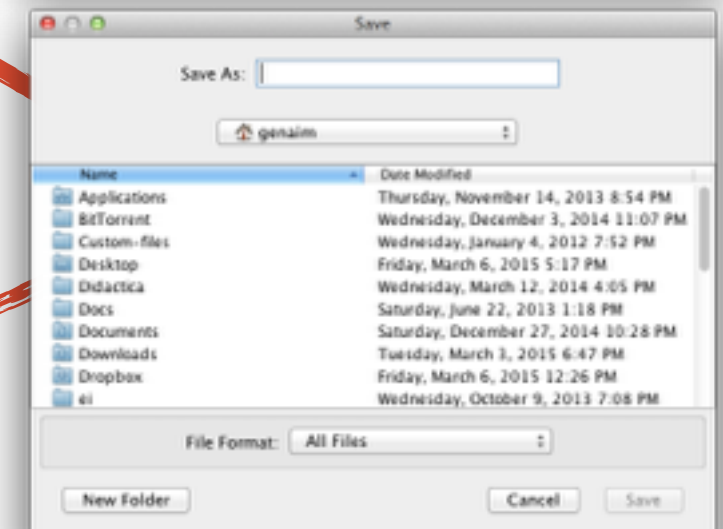 Save
Save As:
genaim
Name Date Modified
Applications Thursday, November 14, 2013 8:54 PM
BitTorrent Wednesday, December 3, 2014 11:07 PM
Custom-files Wednesday, January 4, 2012 7:52 PM
Desktop Friday, March 6, 2015 5:17 PM
Didactica Wednesday, March 12, 2014 4:05 PM
Docs Saturday, June 22, 2013 1:18 PM
Documents Saturday, December 27, 2014 10:28 PM
Downloads Tuesday, March 3, 2015 6:47 PM
Dropbox Friday, March 6, 2015 12:26 PM
ei Wednesday, October 9, 2013 7:08 PM
File Format: All Files
New Folder Cancel Save